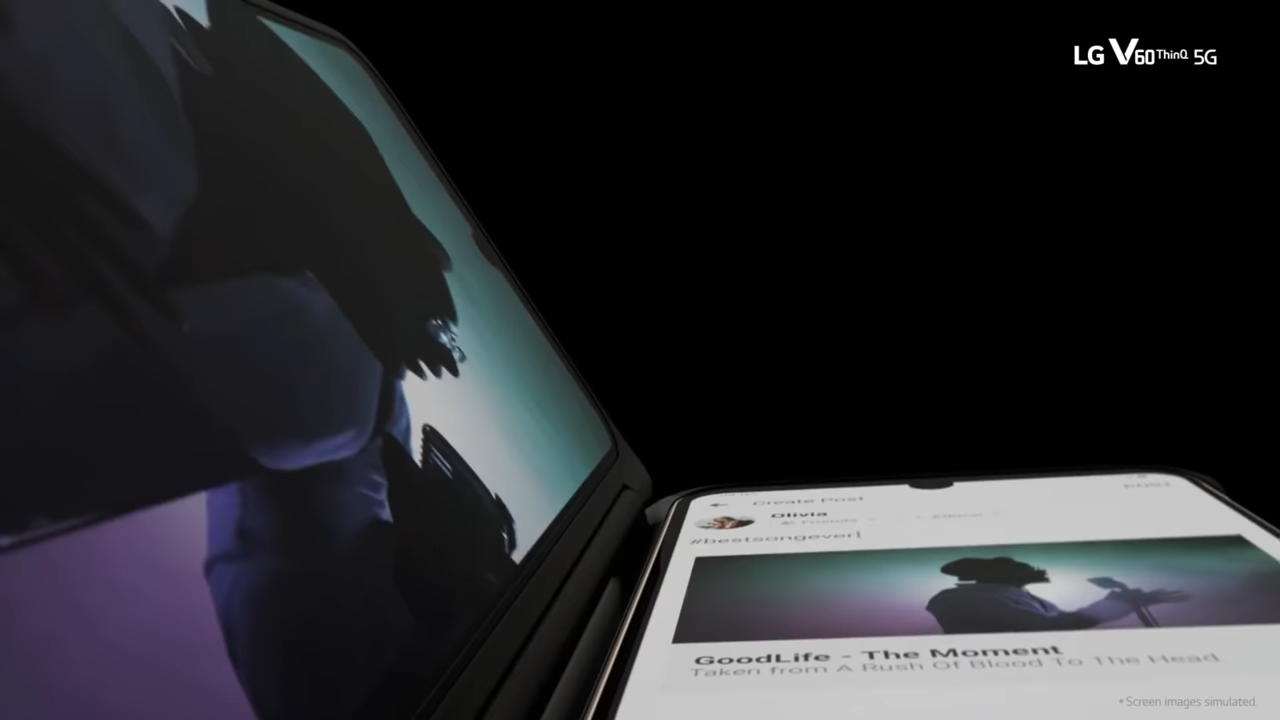 LG V60 ThinQ 5G
Create Post
Olivia
Friends
#bestsongever
GoodLife - The Moment
Taken from A Rush Of Blood To The Head
*Screen images simulated.